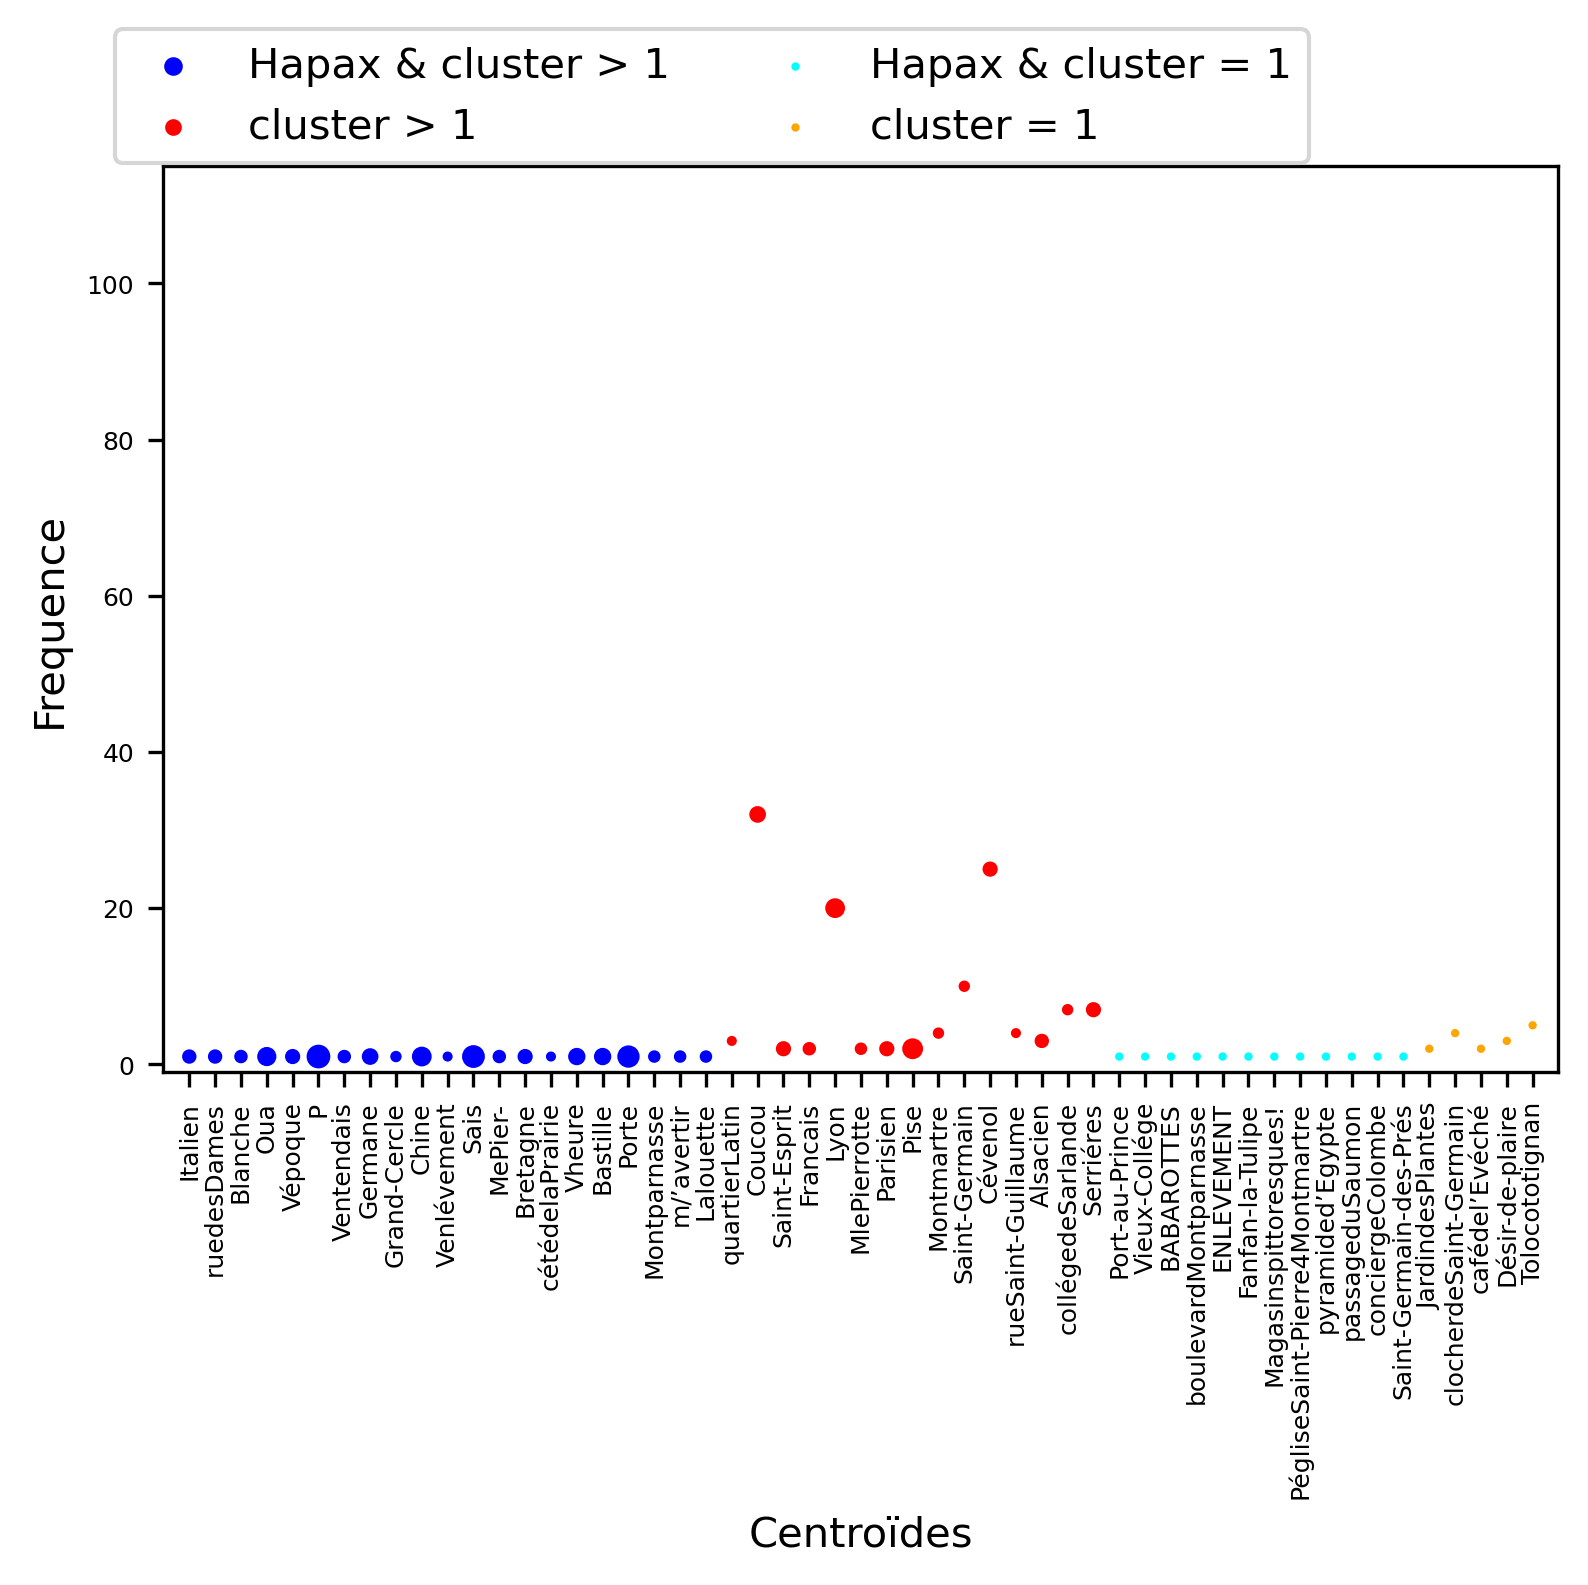 Hapax & cluster > 1
Hapax & cluster = 1
cluster > 1
cluster = 1
Frequence
100
80
60
40
20
0
Italien
ruedesDames
Blanche
Oua
Vépoque
P
Ventendais
Germane
Grand-Cercle
Chine
Venlévement
Sais
MePier-
Bretagne
cétédelaPrairie
Vheure
Bastille
Porte
Montparnasse
m/’avertir
Lalouette
quartierLatin
Coucou
Saint-Esprit
Francais
Lyon
MlePierrotte
Parisien
Pise
Montmartre
Saint-Germain
Cévenol
rueSaint-Guillaume
Alsacien
collégedeSarlande
Serriéres
Port-au-Prince
Vieux-Collége
BABAROTTES
boulevardMontparnasse
ENLEVEMENT
Fanfan-la-Tulipe
Magasinspittoresques!
PégliseSaint-Pierre4Montmartre
pyramided’Egypte
passageduSaumon
conciergeColombe
Saint-Germain-des-Prés
JardindesPlantes
clocherdeSaint-Germain
cafédel’Evéché
Désir-de-plaire
Tolocototignan
Centroïdes